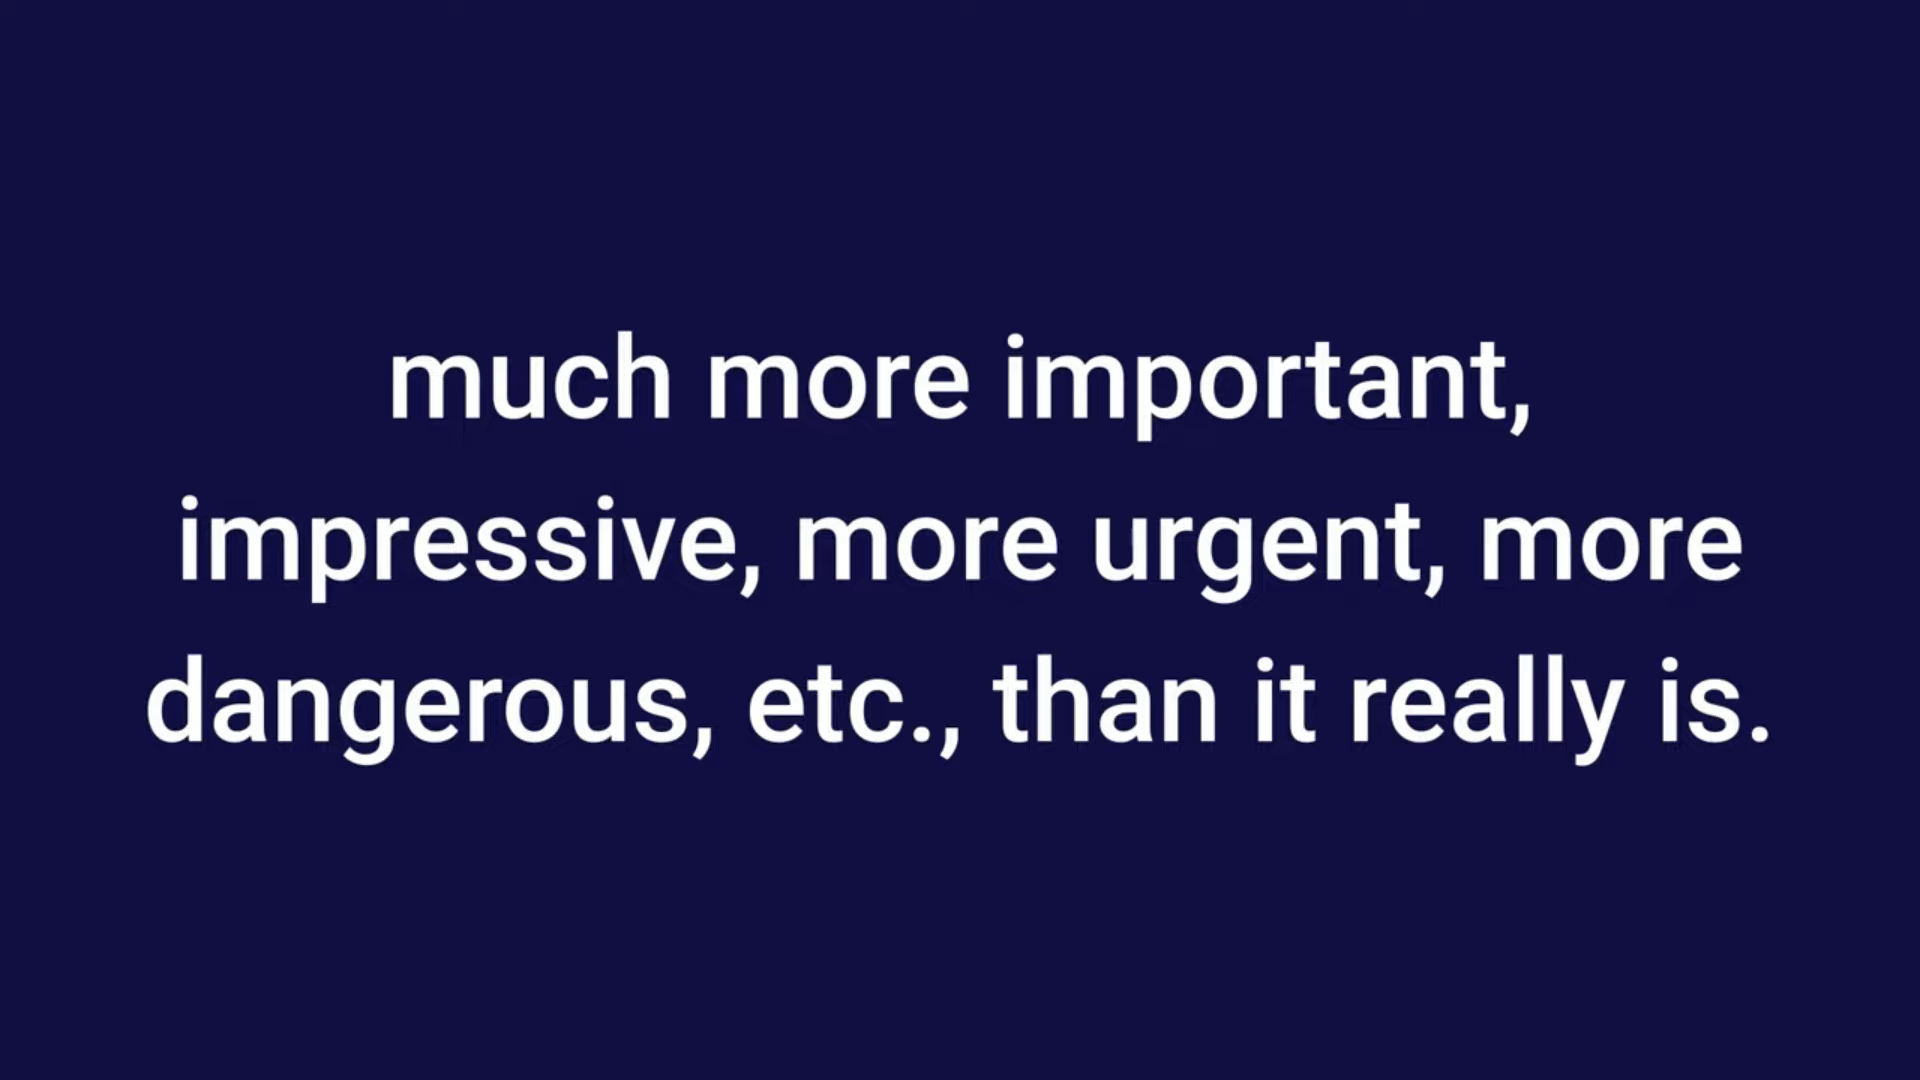 much more important,
impressive, more urgent, more
dangerous, etc., than it really is.